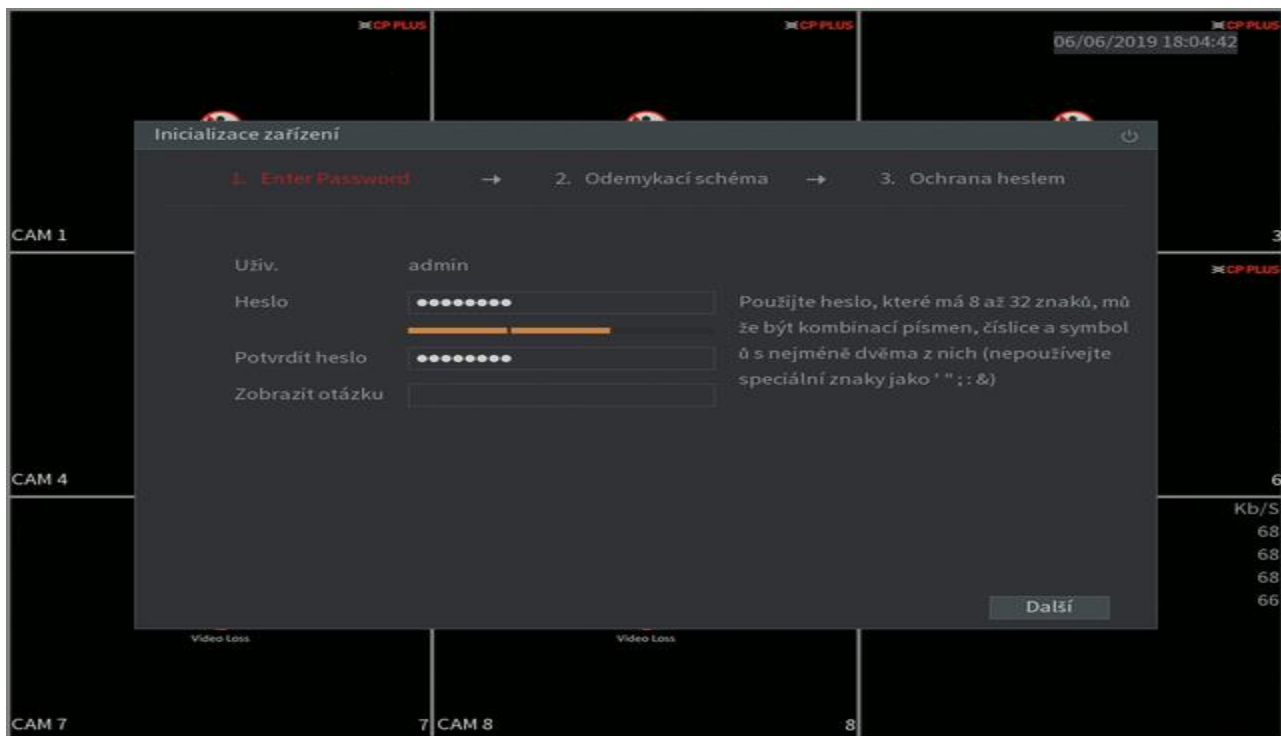 CP PLUS
CP PLUS
CP PLUS
06/06/2019 18:04:42
Inicializace zařízení
1. Enter Password → 2. Odemykací schéma → 3. Ochrana heslem
CAM 1
3
Uživ. admin
CP PLUS
Heslo ●●●●●●●●
Použijte heslo, které má 8 až 32 znaků, mů
že být kombinací písmen, číslice a symbol
ů s nejméně dvěma z nich (nepoužívejte
speciální znaky jako ' " ; : &)
Potvrdit heslo ●●●●●●●●
Zobrazit otázku
CAM 4
6
Kb/S
68
68
68
66
Další
Video Loss
Video Loss
CAM 7
7
CAM 8
8